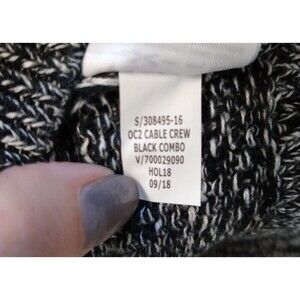 S/308495-16
OC2 CABLE CREW
BLACK COMBO
V/700029090
HOL18
09/18